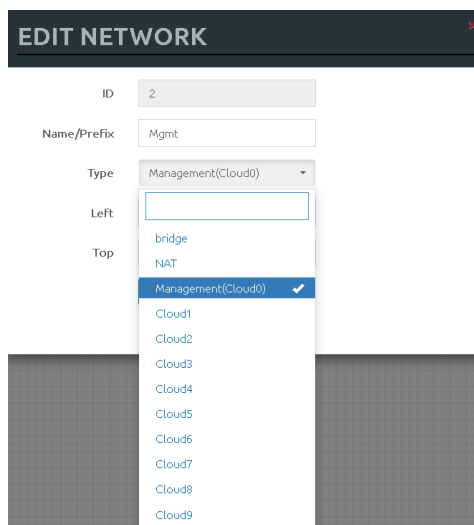 EDIT NETWORK
ID
2
Name/Prefix
Mgmt
Type
Management(Cloud0)
Left
Top
bridge
NAT
Management(Cloud0)
Cloud1
Cloud2
Cloud3
Cloud4
Cloud5
Cloud6
Cloud7
Cloud8
Cloud9